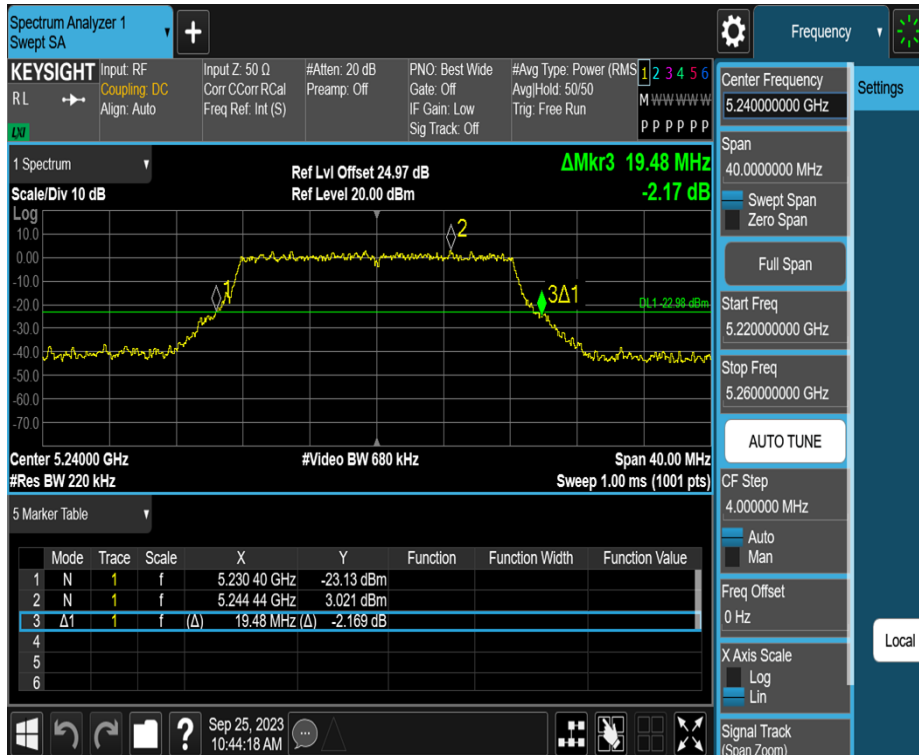 Spectrum Analyzer 1
Swept SA
+
Frequency
KEYSIGHT
RL
LXI
Input: RF
Coupling: DC
Align: Auto
Input Z: 50 Ω
Corr CCorr RCal
Freq Ref: Int (S)
#Atten: 20 dB
Preamp: Off
PNO: Best Wide
Gate: Off
IF Gain: Low
Sig Track: Off
#Avg Type: Power (RMS
Avg|Hold: 50/50
Trig: Free Run
1 2 3 4 5 6
M W W W W W
P P P P P P
Center Frequency
5.240000000 GHz
Settings
1 Spectrum
Scale/Div 10 dB
Ref Lvl Offset 24.97 dB
Ref Level 20.00 dBm
ΔMkr3 19.48 MHz
-2.17 dB
Log
10.0
0.00
-10.0
-20.0
-30.0
-40.0
-60.0
-70.0
1
2
3Δ1
DL1 -22.98 dBm
Center 5.24000 GHz
#Res BW 220 kHz
#Video BW 680 kHz
Span 40.00 MHz
Sweep 1.00 ms (1001 pts)
Span
40.0000000 MHz
Swept Span
Zero Span
Full Span
Start Freq
5.220000000 GHz
Stop Freq
5.260000000 GHz
AUTO TUNE
CF Step
4.000000 MHz
Auto
Man
Freq Offset
0 Hz
X Axis Scale
Log
Lin
Signal Track
(Span Zoom)
Local
5 Marker Table
Mode Trace Scale X Y Function Function Width Function Value
1 N 1 f 5.230 40 GHz -23.13 dBm
2 N 1 f 5.244 44 GHz 3.021 dBm
3 Δ1 1 f (Δ) 19.48 MHz (Δ) -2.169 dB
4
5
6
?
Sep 25, 2023
10:44:18 AM